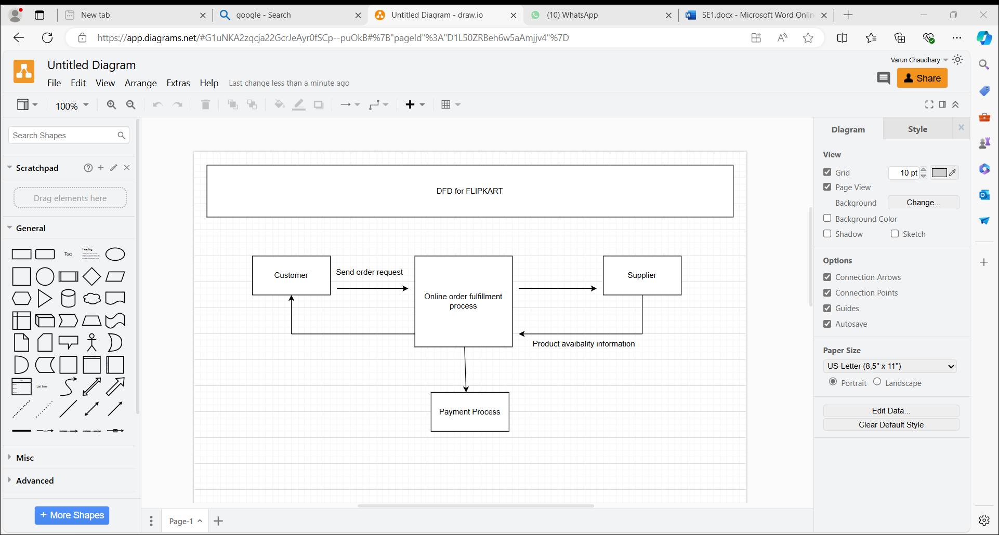 New tab
google - Search
Untitled Diagram - draw.io
(10) WhatsApp
SE1.docx - Microsoft Word Onlin
https://app.diagrams.net/#G1uNKA2zqcja22GcrJeAyr0fSCp--puOkB#%7B"pageId"%3A"D1L50ZRBeh6w5aAmjjv4"%7D
Untitled Diagram
Varun Chaudhary
File Edit View Arrange Extras Help Last change less than a minute ago
Share
100%
Search Shapes
Scratchpad
Drag elements here
General
Text
Heading
List Item
Misc
Advanced
+ More Shapes
DFD for FLIPKART
Customer
Send order request
Online order fulfillment
process
Supplier
Product avaibality information
Payment Process
Page-1
Diagram
Style
View
Grid
10 pt
Page View
Background
Change...
Background Color
Shadow
Sketch
Options
Connection Arrows
Connection Points
Guides
Autosave
Paper Size
US-Letter (8,5" x 11")
Portrait
Landscape
Edit Data...
Clear Default Style